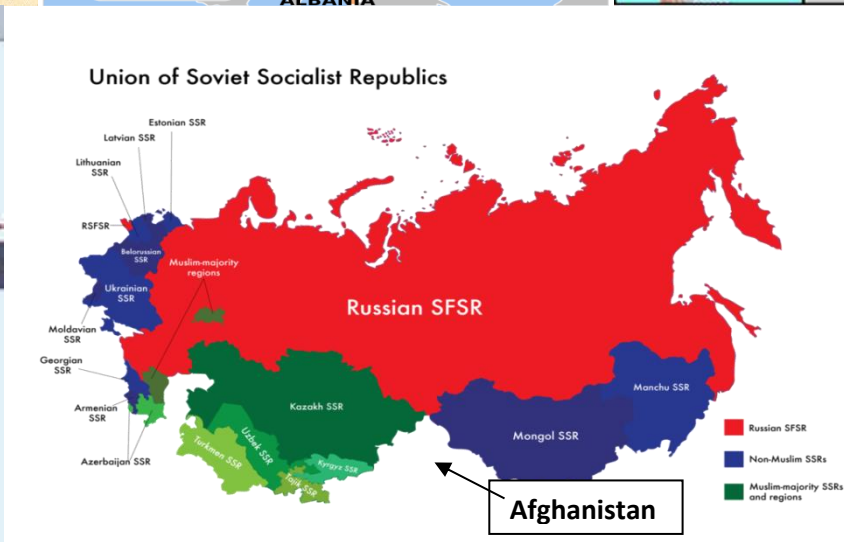 ALBANIA
Union of Soviet Socialist Republics
Estonian SSR
Latvian SSR
Lithuanian
SSR
RSFSR
Belorussian
SSR
Muslim-majority
regions
Ukrainian
SSR
Russian SFSR
Moldavian
SSR
Georgian
SSR
Manchu SSR
Armenian
SSR
Kazakh SSR
Mongol SSR
Uzbek SSR
Turkmen SSR
Kyrgyz SSR
Tajik SSR
Azerbaijan SSR
Afghanistan
Russian SFSR
Non-Muslim SSRs
Muslim-majority SSRs
and regions